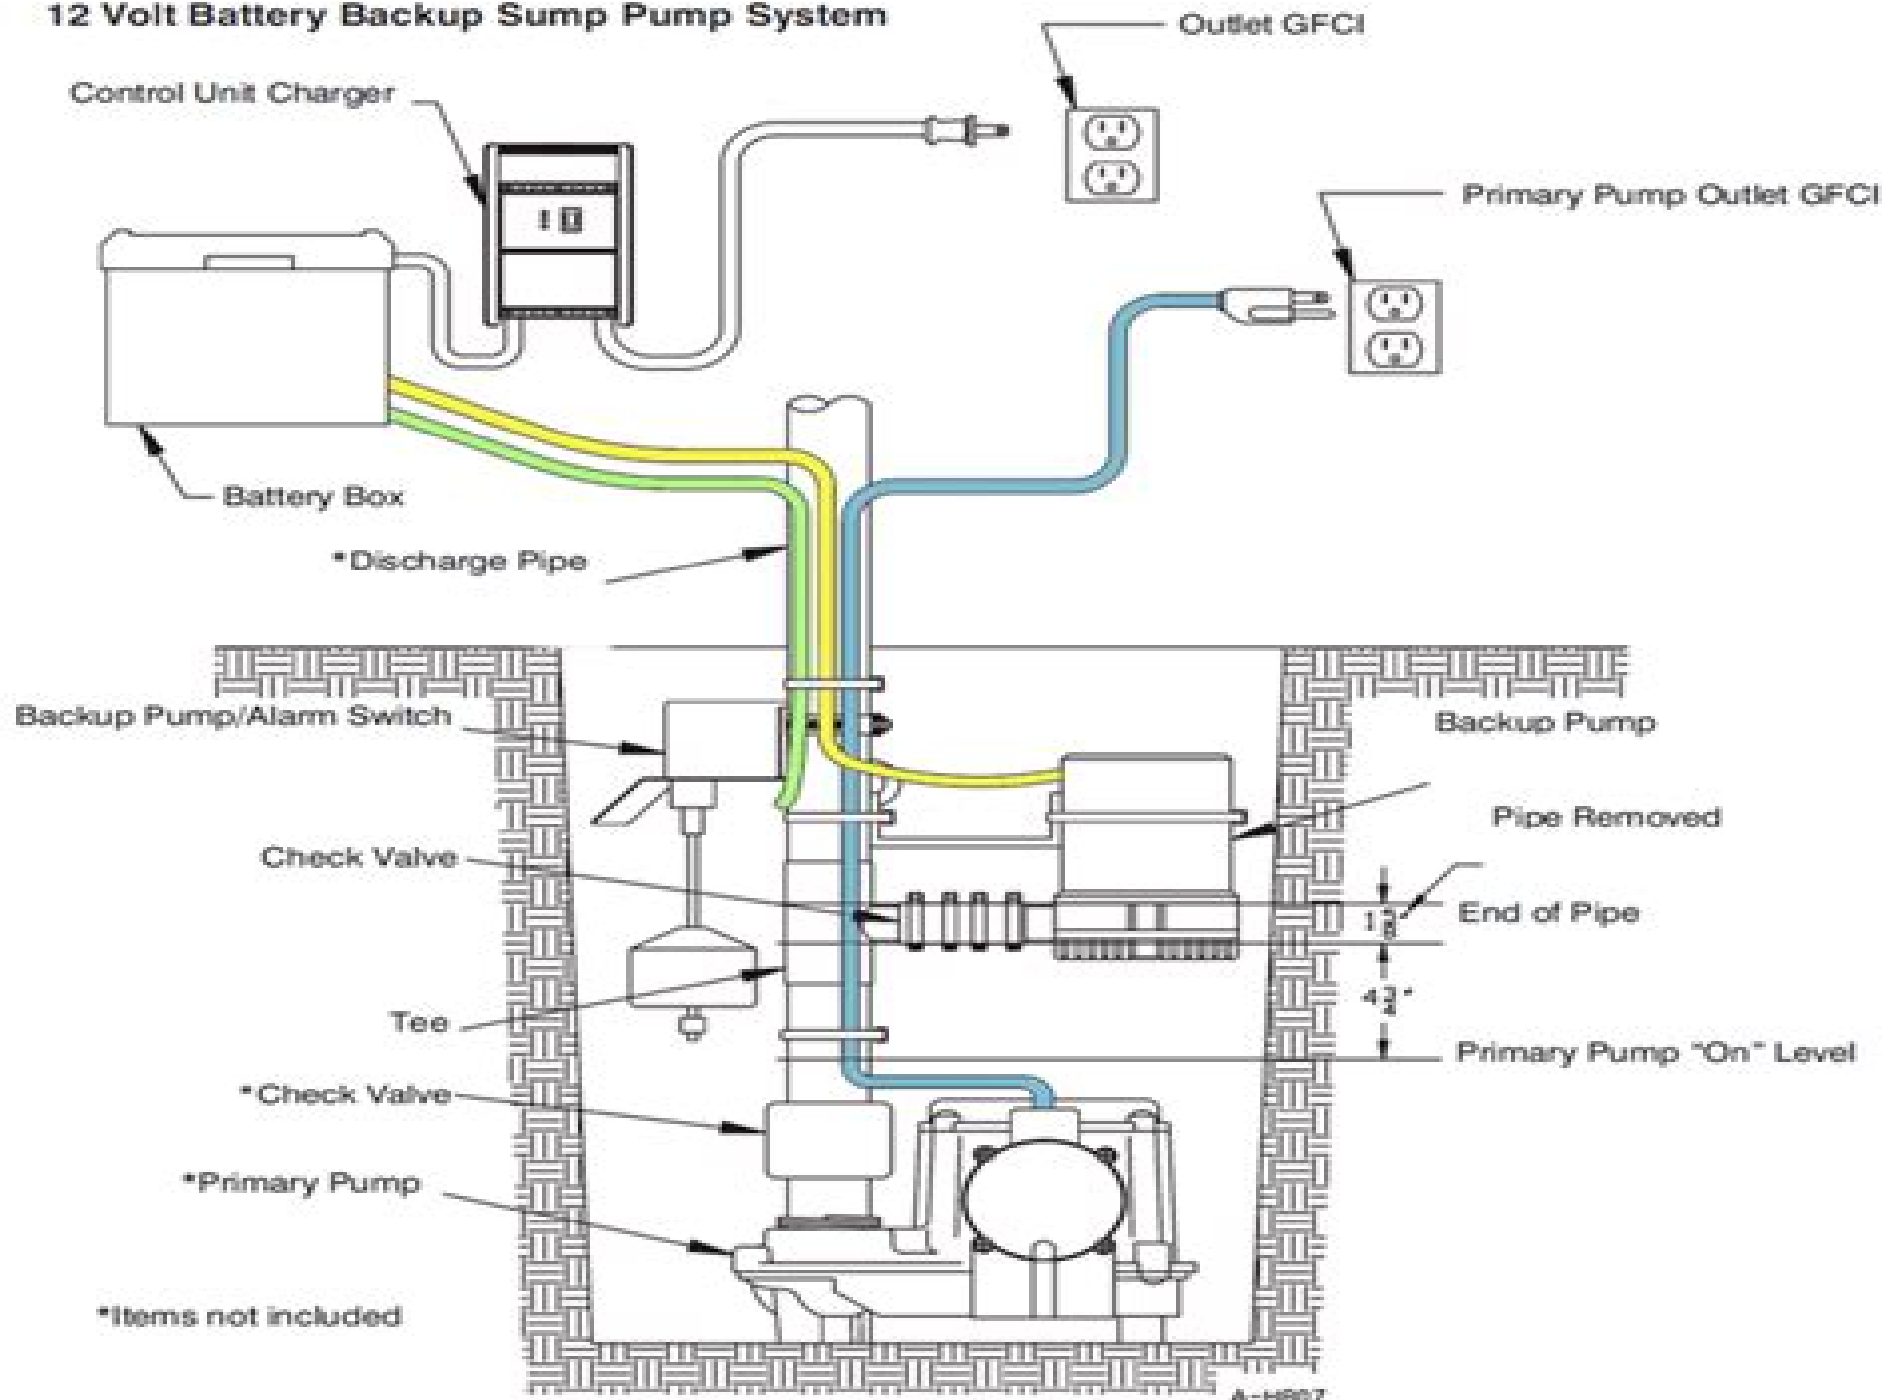 12 Volt Battery Backup Sump Pump System
Outlet GFCI
Control Unit Charger
Primary Pump Outlet GFCI
Battery Box
*Discharge Pipe
Backup Pump/Alarm Switch
Backup Pump
Pipe Removed
Check Valve
End of Pipe
Tee
Primary Pump "On" Level
*Check Valve
*Primary Pump
*Items not included